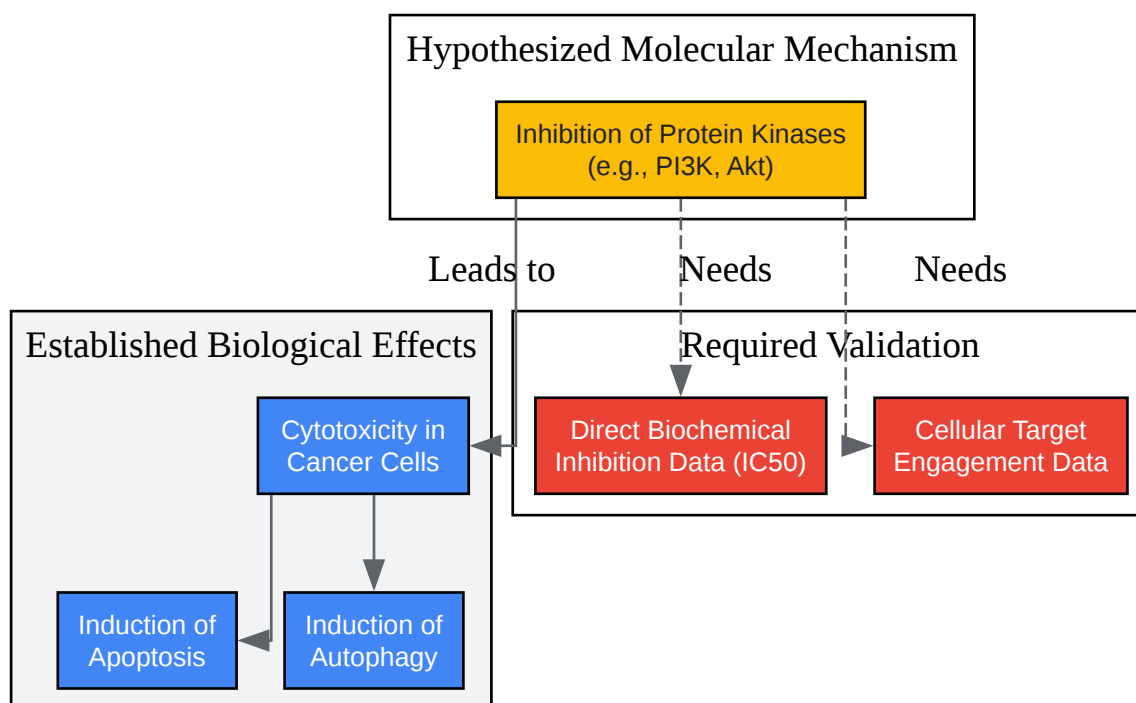 Hypothesized Molecular Mechanism
Inhibition of Protein Kinases
(e.g., PI3K, Akt)
Leads to
Needs
Needs
Established Biological Effects
Cytotoxicity in
Cancer Cells
Induction of
Apoptosis
Induction of
Autophagy
Required Validation
Direct Biochemical
Inhibition Data (IC50)
Cellular Target
Engagement Data